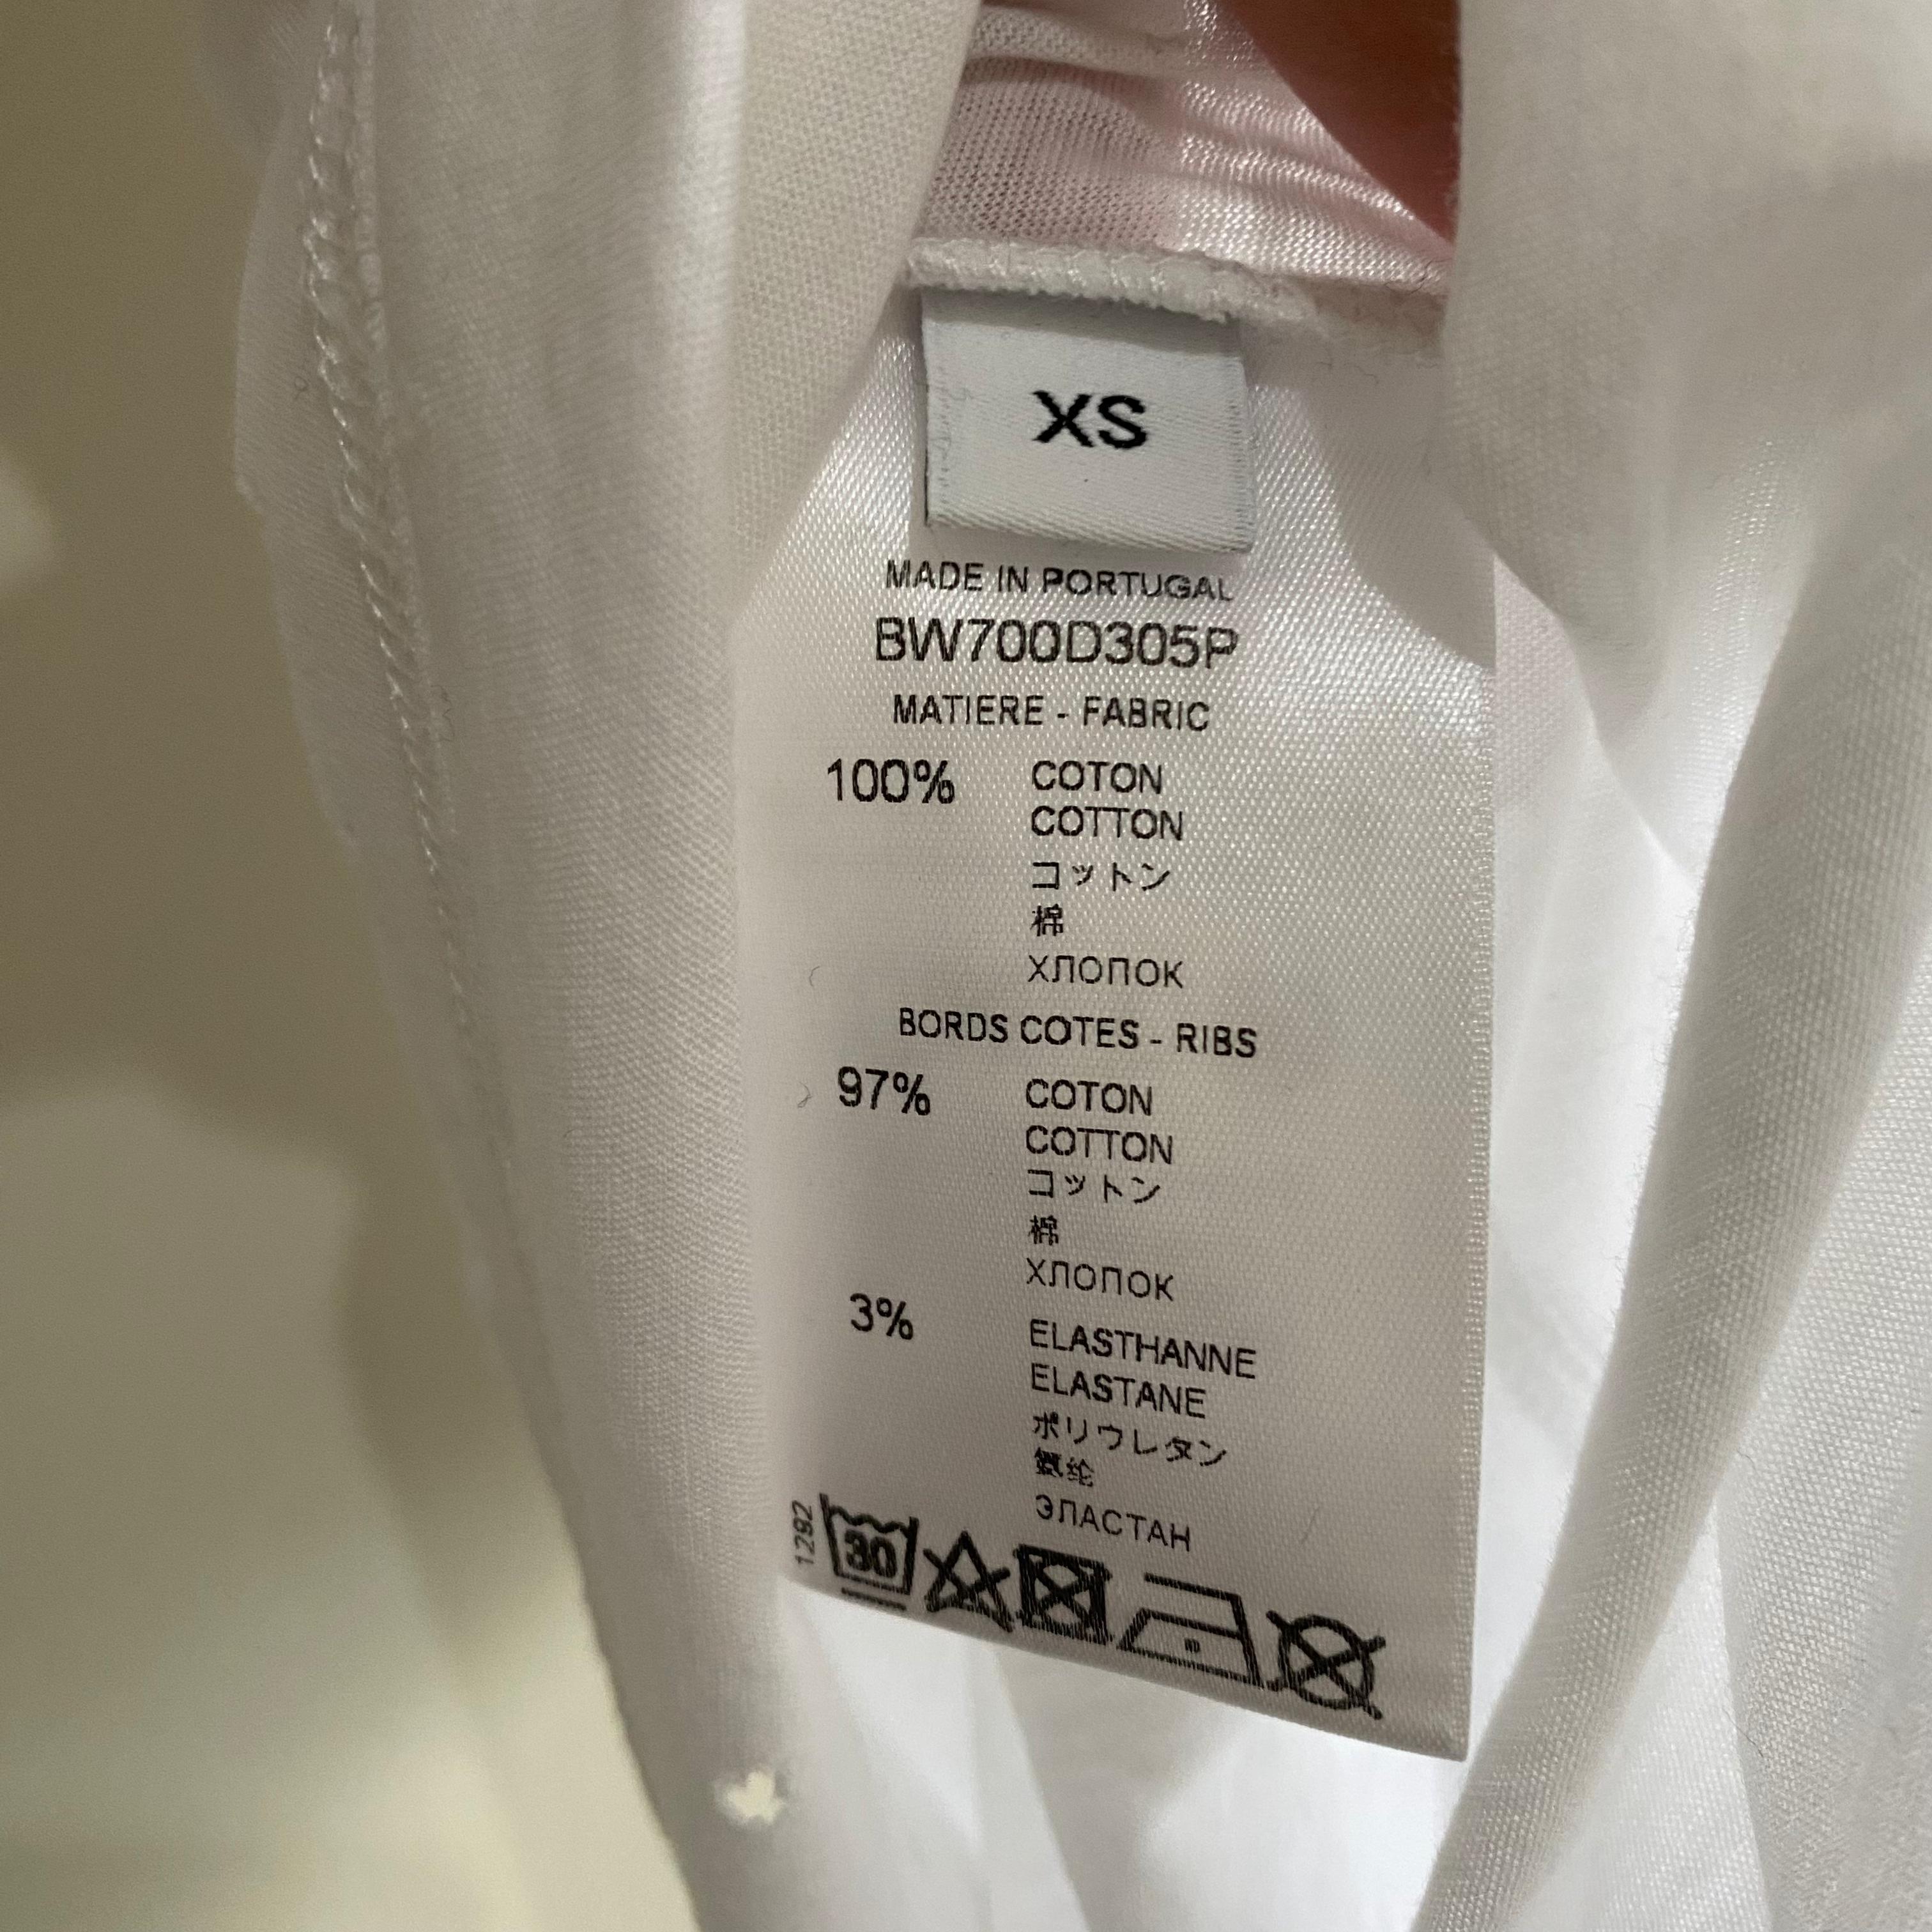 XS
MADE IN PORTUGAL
BW700D305P
MATIERE - FABRIC
100% COTON
COTTON
コットン
棉
ХЛОПОК
BORDS COTES - RIBS
97% COTON
COTTON
コットン
棉
ХЛОПОК
3% ELASTHANNE
ELASTANE
ポリウレタン
氨纶
ЭЛАСТАН
1292
30